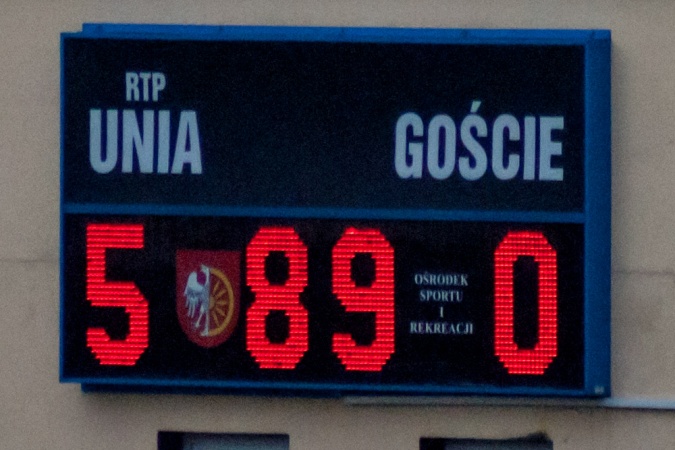 RTP
UNIA
GOŚCIE
5 89 0
OŚRODEK
SPORTU
I
REKREACJI